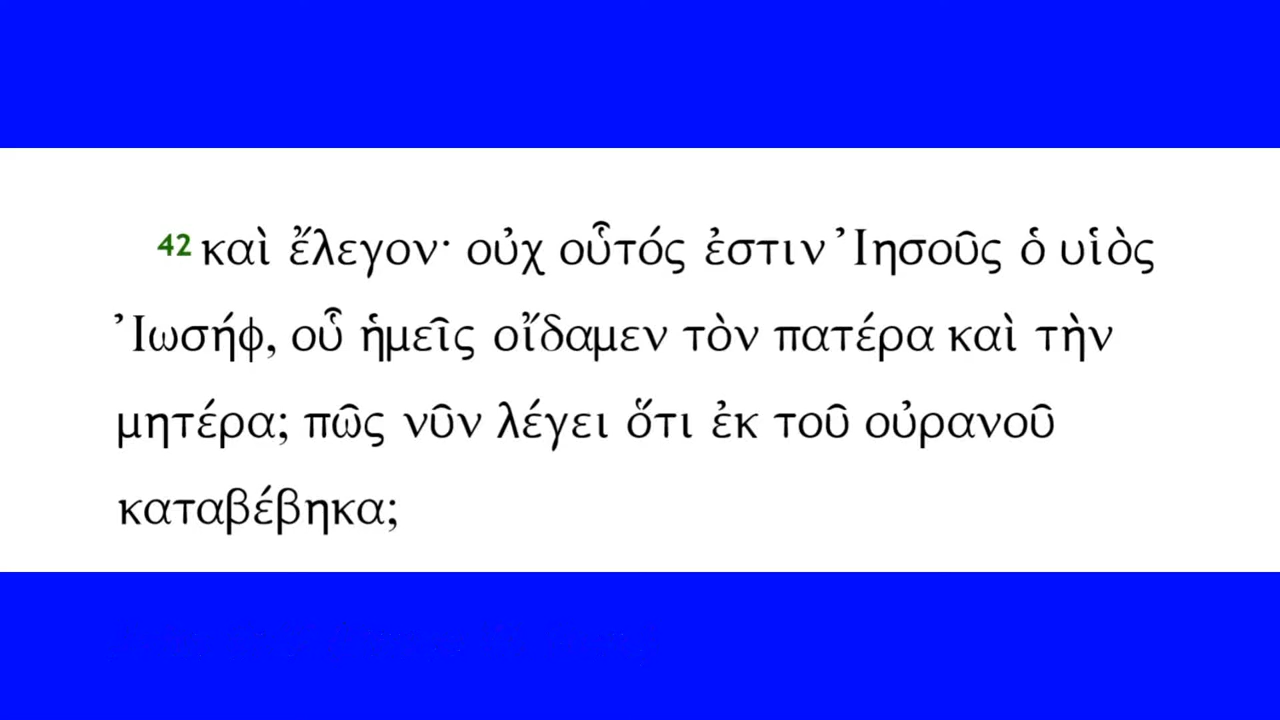 42 καὶ ἔλεγον· οὐχ οὗτός ἐστιν Ἰησοῦς ὁ υἱὸς
Ἰωσήφ, οὗ ἡμεῖς οἴδαμεν τὸν πατέρα καὶ τὴν
μητέρα; πῶς νῦν λέγει ὅτι ἐκ τοῦ οὐρανοῦ
καταβέβηκα;